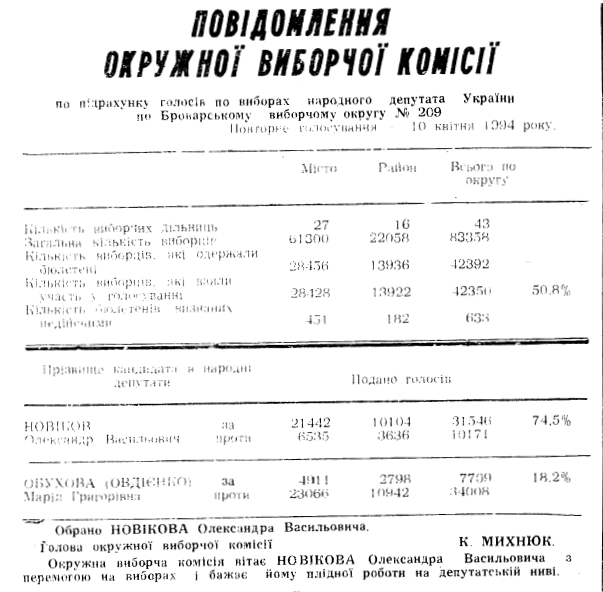 ПОВІДОМЛЕННЯ
ОКРУЖНОЇ ВИБОРЧОЇ КОМІСІЇ
по підрахунку голосів по виборах народного депутата України
по Броварському виборчому округу № 209
Повторне голосування - 10 квітня 1994 року.
Місто Район Всього по
округу
Кількість виборчих дільниць 27 16 43
Загальна кількість виборців 61300 22058 83358
Кількість виборців, які одержали
бюлетені 28456 13936 42392
Кількість виборців, які взяли
участь у голосуванні 28428 13922 42350 50,8%
Кількість бюлетенів визнаних
недійсними 451 182 633
Прізвище кандидата в народні
депутати Подано голосів
НОВІКОВ за 21442 10104 31546 74,5%
Олександр Васильович проти 6535 3636 10171
ОБУХОВА (ОВДІЄНКО) за 4911 2798 7709 18,2%
Марія Григорівна проти 23066 10942 34008
Обрано НОВІКОВА Олександра Васильовича.
Голова окружної виборчої комісії К. МИХНЮК.
Окружна виборча комісія вітає НОВІКОВА Олександра Васильовича з
перемогою на виборах і бажає йому плідної роботи на депутатській ниві.